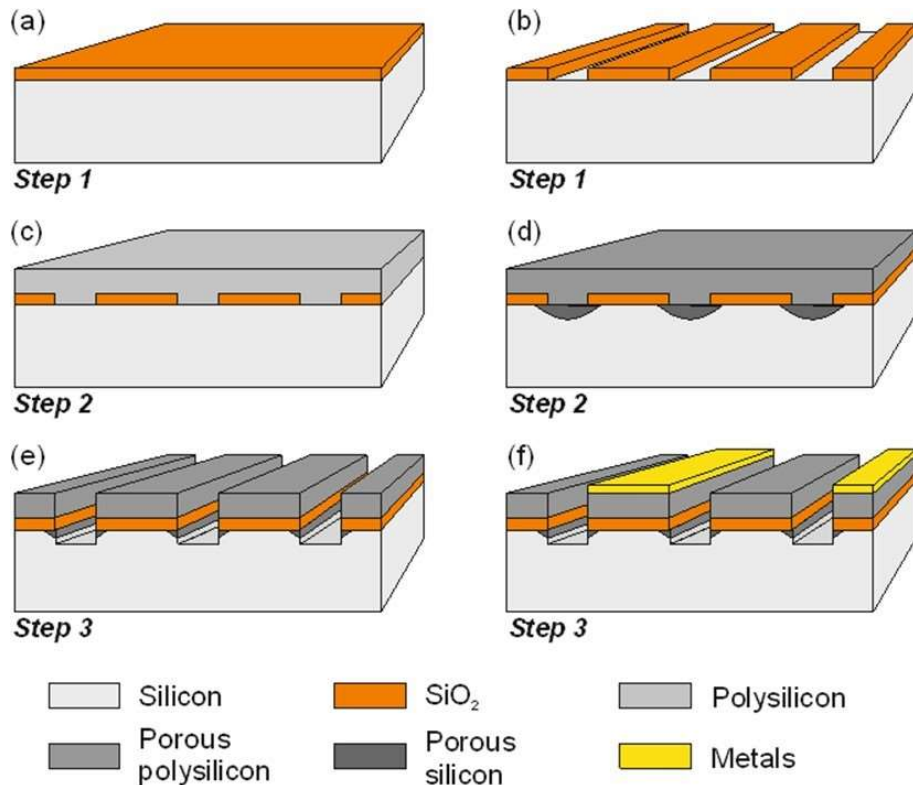 (a)
(b)
Step 1
Step 1
(c)
(d)
Step 2
Step 2
(e)
(f)
Step 3
Step 3
Silicon
SiO₂
Polysilicon
Porous
polysilicon
Porous
silicon
Metals